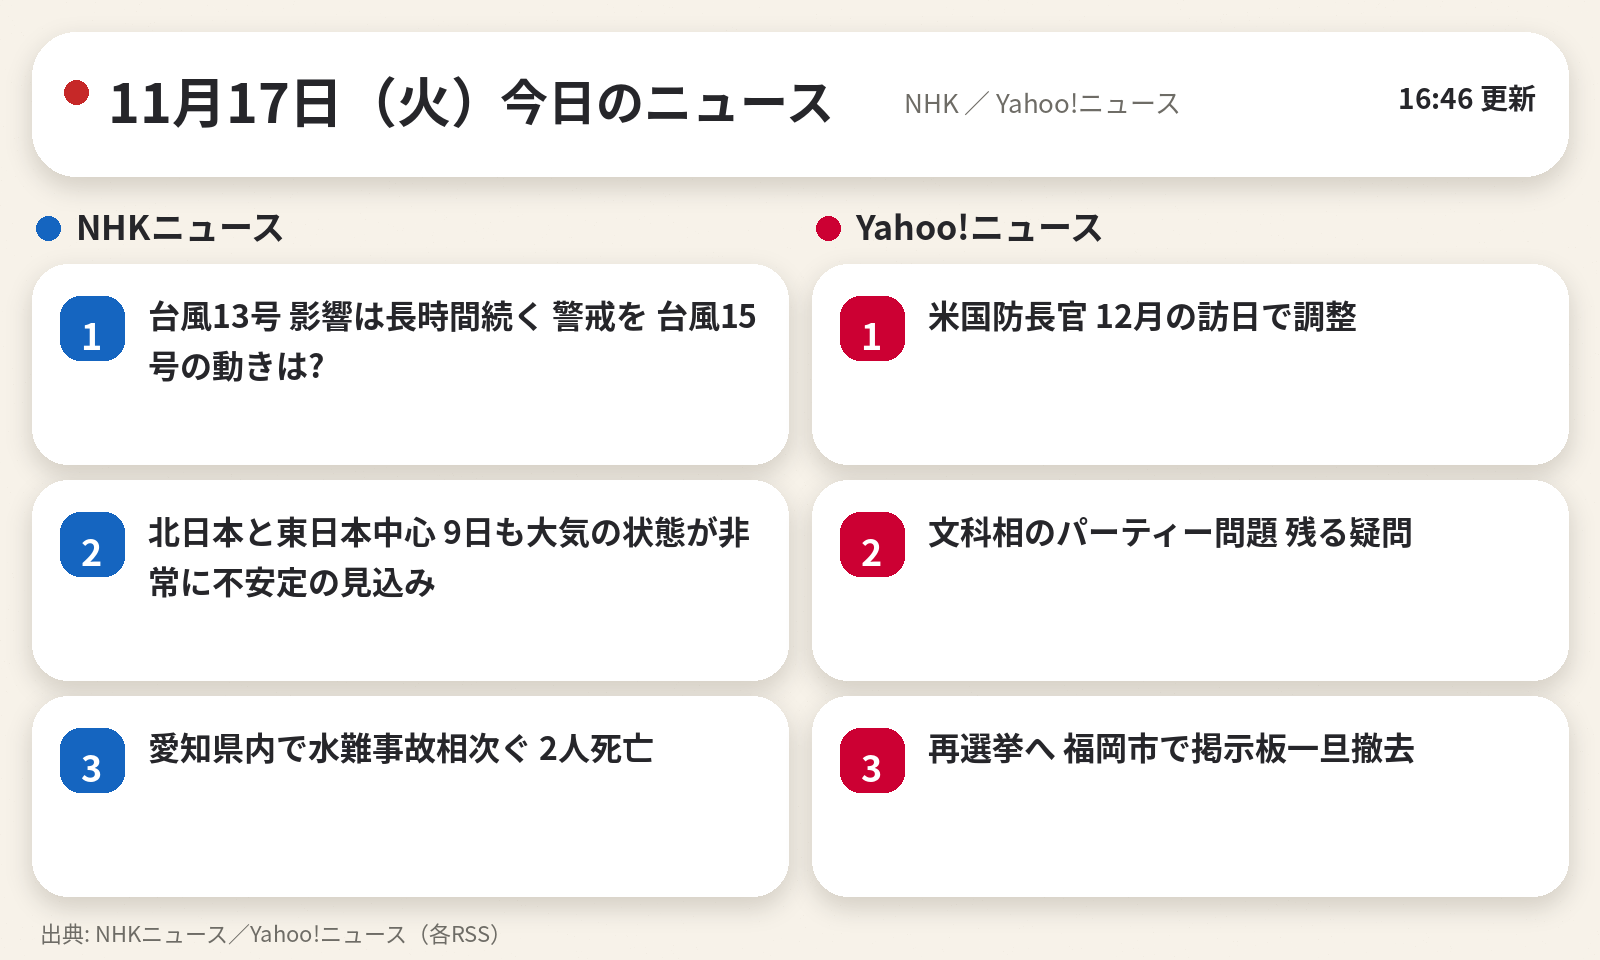 11月17日（火）今日のニュース
NHK ／ Yahoo!ニュース
16:46 更新
NHKニュース
1
台風13号 影響は長時間続く 警戒を 台風15
号の動きは?
2
北日本と東日本中心 9日も大気の状態が非
常に不安定の見込み
3
愛知県内で水難事故相次ぐ 2人死亡
Yahoo!ニュース
1
米国防長官 12月の訪日で調整
2
文科相のパーティー問題 残る疑問
3
再選挙へ 福岡市で掲示板一旦撤去
出典: NHKニュース／Yahoo!ニュース（各RSS）